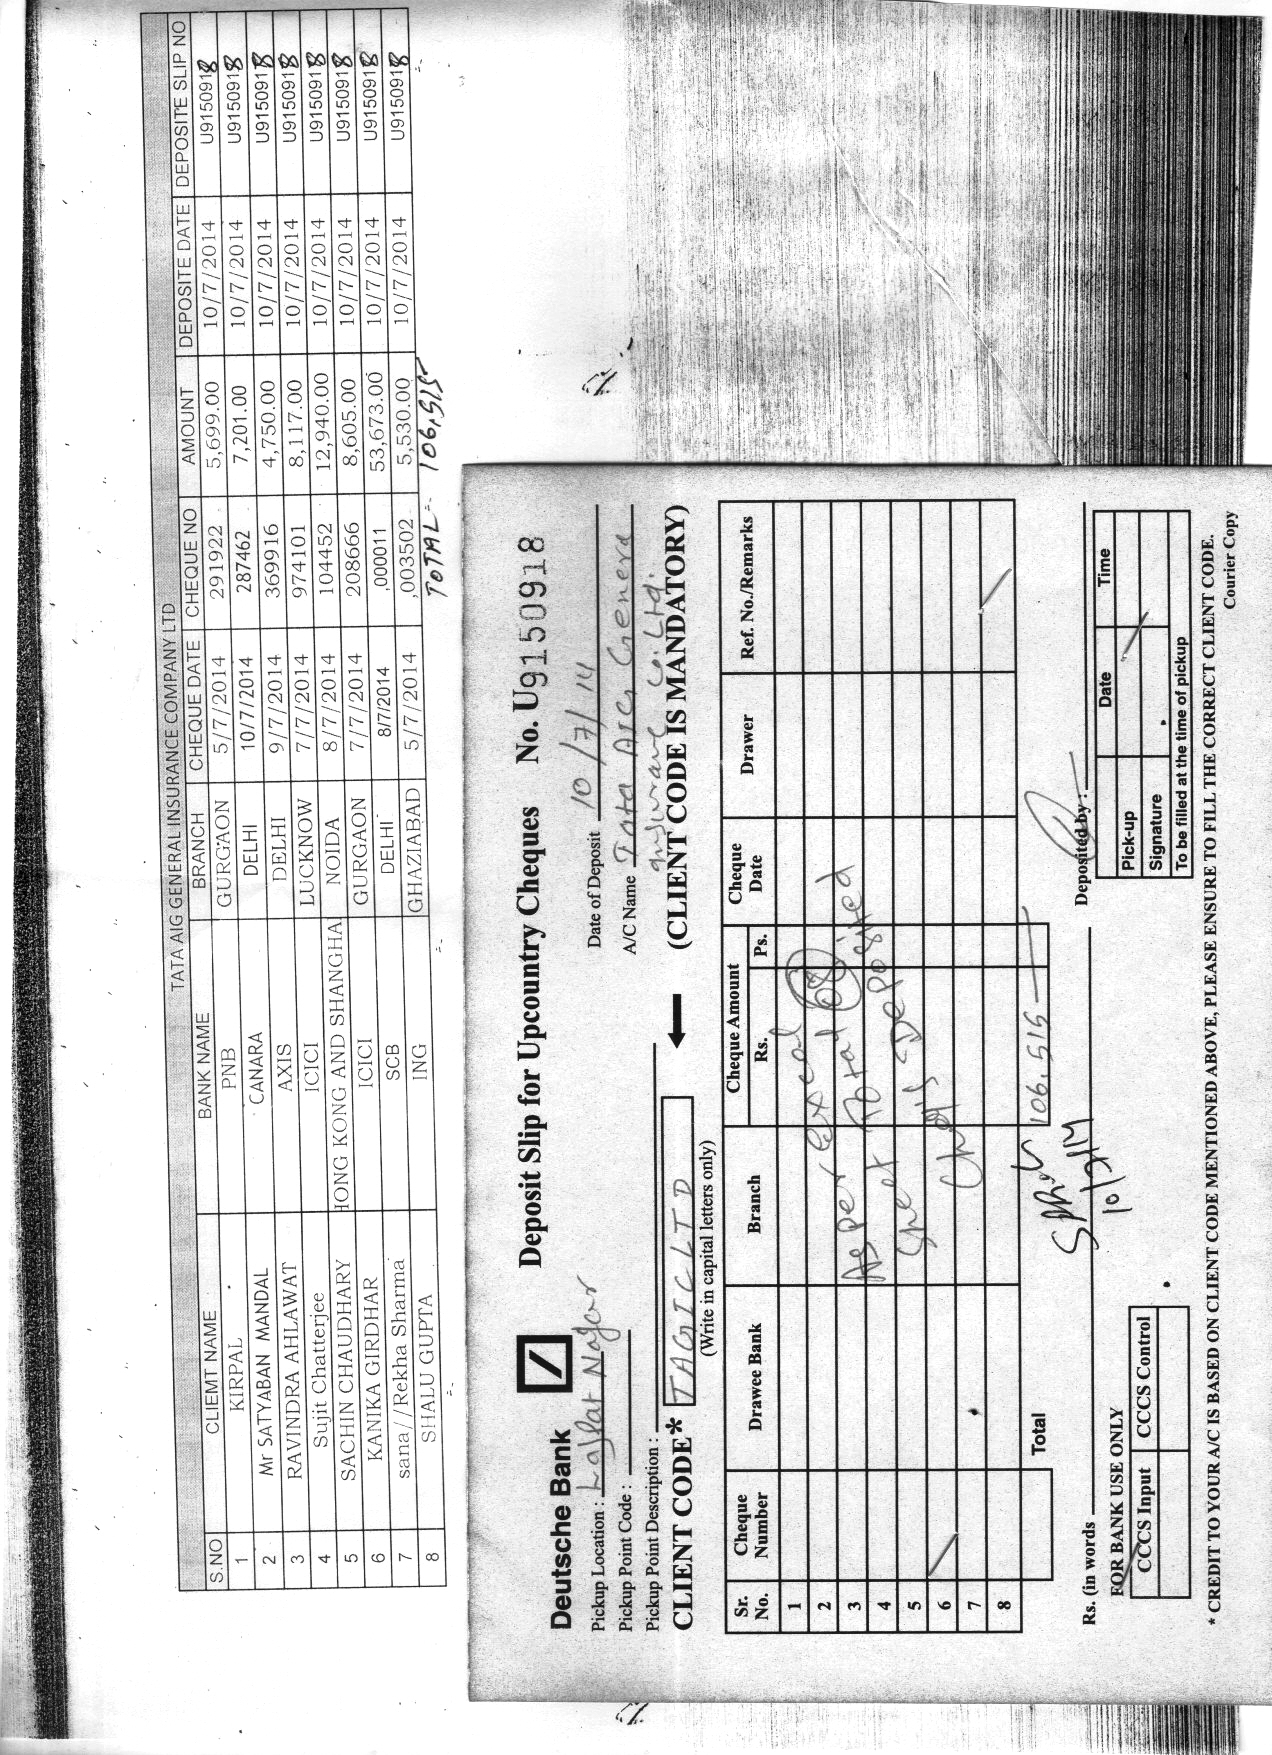 TATA AIG GENERAL INSURANCE COMPANY LTD
S.NO CLIEMT NAME BANK NAME BRANCH CHEQUE DATE CHEQUE NO AMOUNT DEPOSITE DATE DEPOSITE SLIP NO
1 KIRPAL PNB GURGAON 5/7/2014 291922 5,699.00 10/7/2014 U9150918
2 Mr SATYABAN MANDAL CANARA DELHI 10/7/2014 287462 7,201.00 10/7/2014 U9150918
3 RAVINDRA AHLAWAT AXIS DELHI 9/7/2014 369916 4,750.00 10/7/2014 U9150918
4 Sujit Chatterjee ICICI LUCKNOW 7/7/2014 974101 8,117.00 10/7/2014 U9150918
5 SACHIN CHAUDHARY HONG KONG AND SHANGHAI NOIDA 8/7/2014 104452 12,940.00 10/7/2014 U9150918
6 KANIKA GIRDHAR ICICI GURGAON 7/7/2014 208666 8,605.00 10/7/2014 U9150918
7 sana//Rekha Sharma SCB DELHI 8/7/2014 ,000011 53,673.00 10/7/2014 U9150918
8 SHALU GUPTA ING GHAZIABAD 5/7/2014 ,003502 5,530.00 10/7/2014 U9150918
TOTAL - 106,515
Deutsche Bank Deposit Slip for Upcountry Cheques No. U9150918
Pickup Location : Lajpat Nagar Date of Deposit 10/7/14
Pickup Point Code : A/C Name Tata AIG General
Pickup Point Description : insurance co. Ltd.
CLIENT CODE* TAGIC LTD (CLIENT CODE IS MANDATORY)
(Write in capital letters only)
Sr. No. Cheque Number Drawee Bank Branch Cheque Amount Rs. Ps. Cheque Date Drawer Ref. No./Remarks
1
2
3
4
5
6
7
8
As per excel
sheet Total 08
chq's Deposited
Total 106,515
Rs. (in words Deposited by :
10/7/14
FOR BANK USE ONLY
CCCS Input CCCS Control
Date Time
Pick-up
Signature
To be filled at the time of pickup
* CREDIT TO YOUR A/C IS BASED ON CLIENT CODE MENTIONED ABOVE, PLEASE ENSURE TO FILL THE CORRECT CLIENT CODE.
Courier Copy